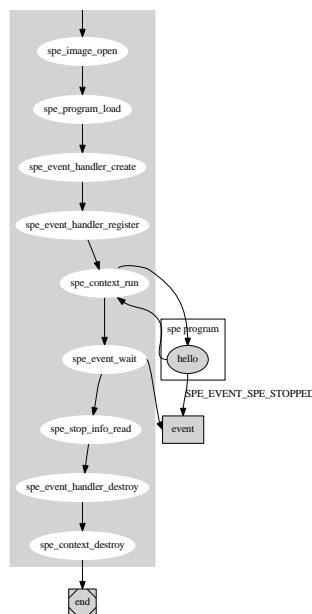 spe_image_open
spe_program_load
spe_event_handler_create
spe_event_handler_register
spe_context_run
spe program
spe_event_wait
hello
SPE_EVENT_SPE_STOPPED
spe_stop_info_read
event
spe_event_handler_destroy
spe_context_destroy
end